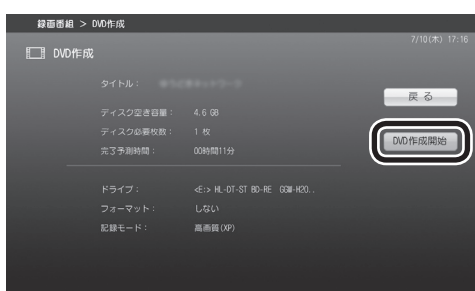 録画番組 > DVD作成
7/10(木) 17:16
DVD作成
タイトル：
戻る
ディスク空き容量： 4.6 GB
ディスク必要枚数： 1 枚
DVD作成開始
完了予測時間： 00時間11分
ドライブ： <E:> HL-DT-ST BD-RE GGW-H20..
フォーマット： しない
記録モード： 高画質(XP)